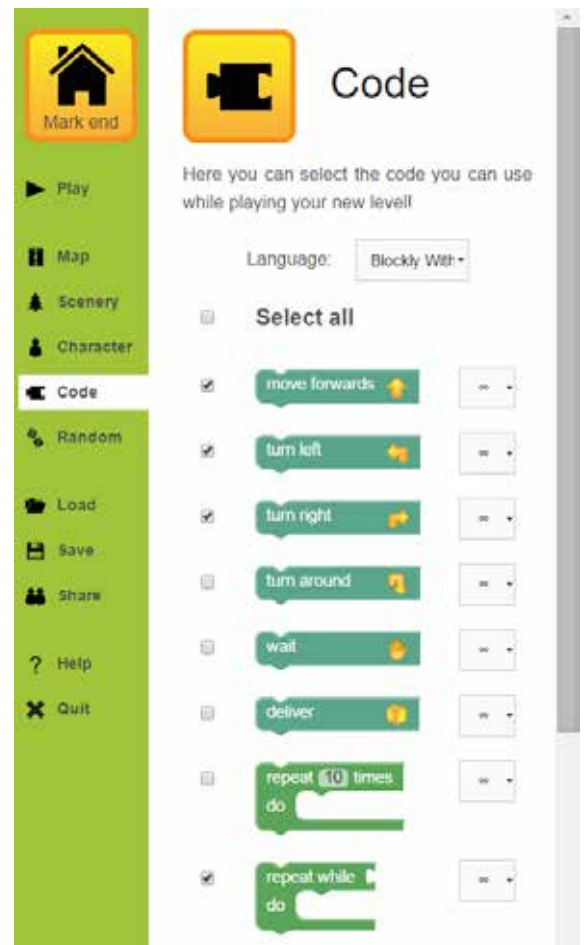 Mark end
Play
Map
Scenery
Character
Code
Random
Load
Save
Share
? Help
Quit
Code
Here you can select the code you can use
while playing your new level!
Language: Blockly With
Select all
move forwards ∞
turn left ∞
turn right ∞
turn around ∞
wait ∞
deliver ∞
repeat 10 times ∞
do
repeat while ∞
do